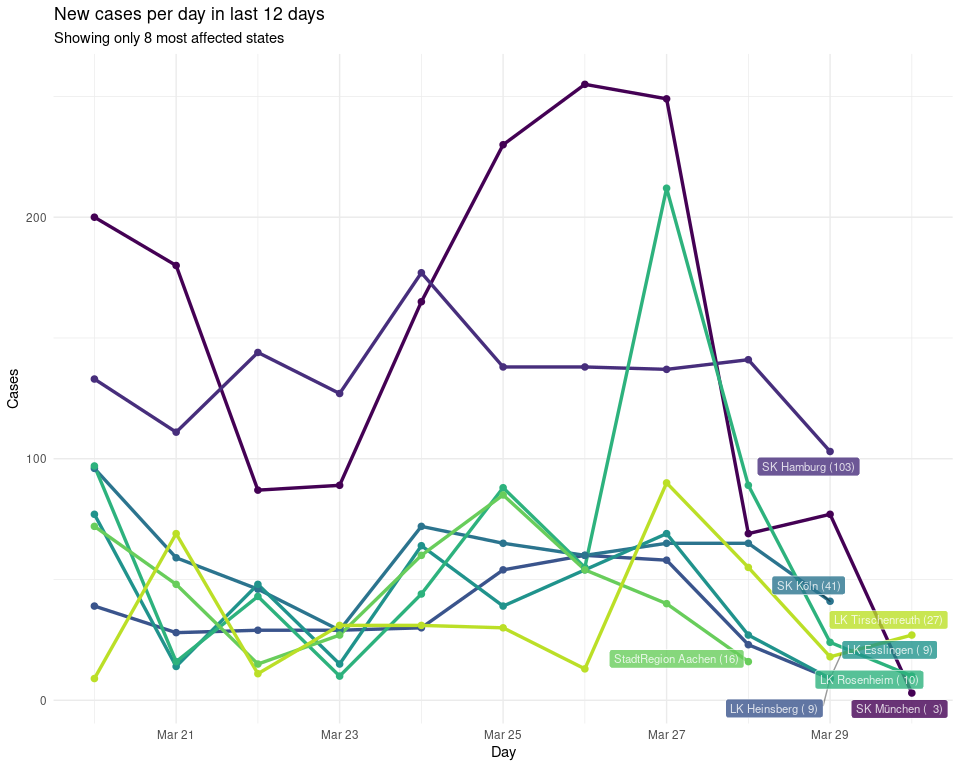 New cases per day in last 12 days
Showing only 8 most affected states
Cases
200
100
0
SK Hamburg (103)
SK Köln (41)
LK Tirschenreuth (27)
LK Esslingen ( 9)
StadtRegion Aachen (16)
LK Rosenheim ( 10)
LK Heinsberg ( 9)
SK München (  3)
Mar 21
Mar 23
Mar 25
Mar 27
Mar 29
Day